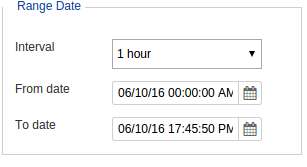 Range Date
Interval
1 hour
From date
06/10/16 00:00:00 AM
To date
06/10/16 17:45:50 PM